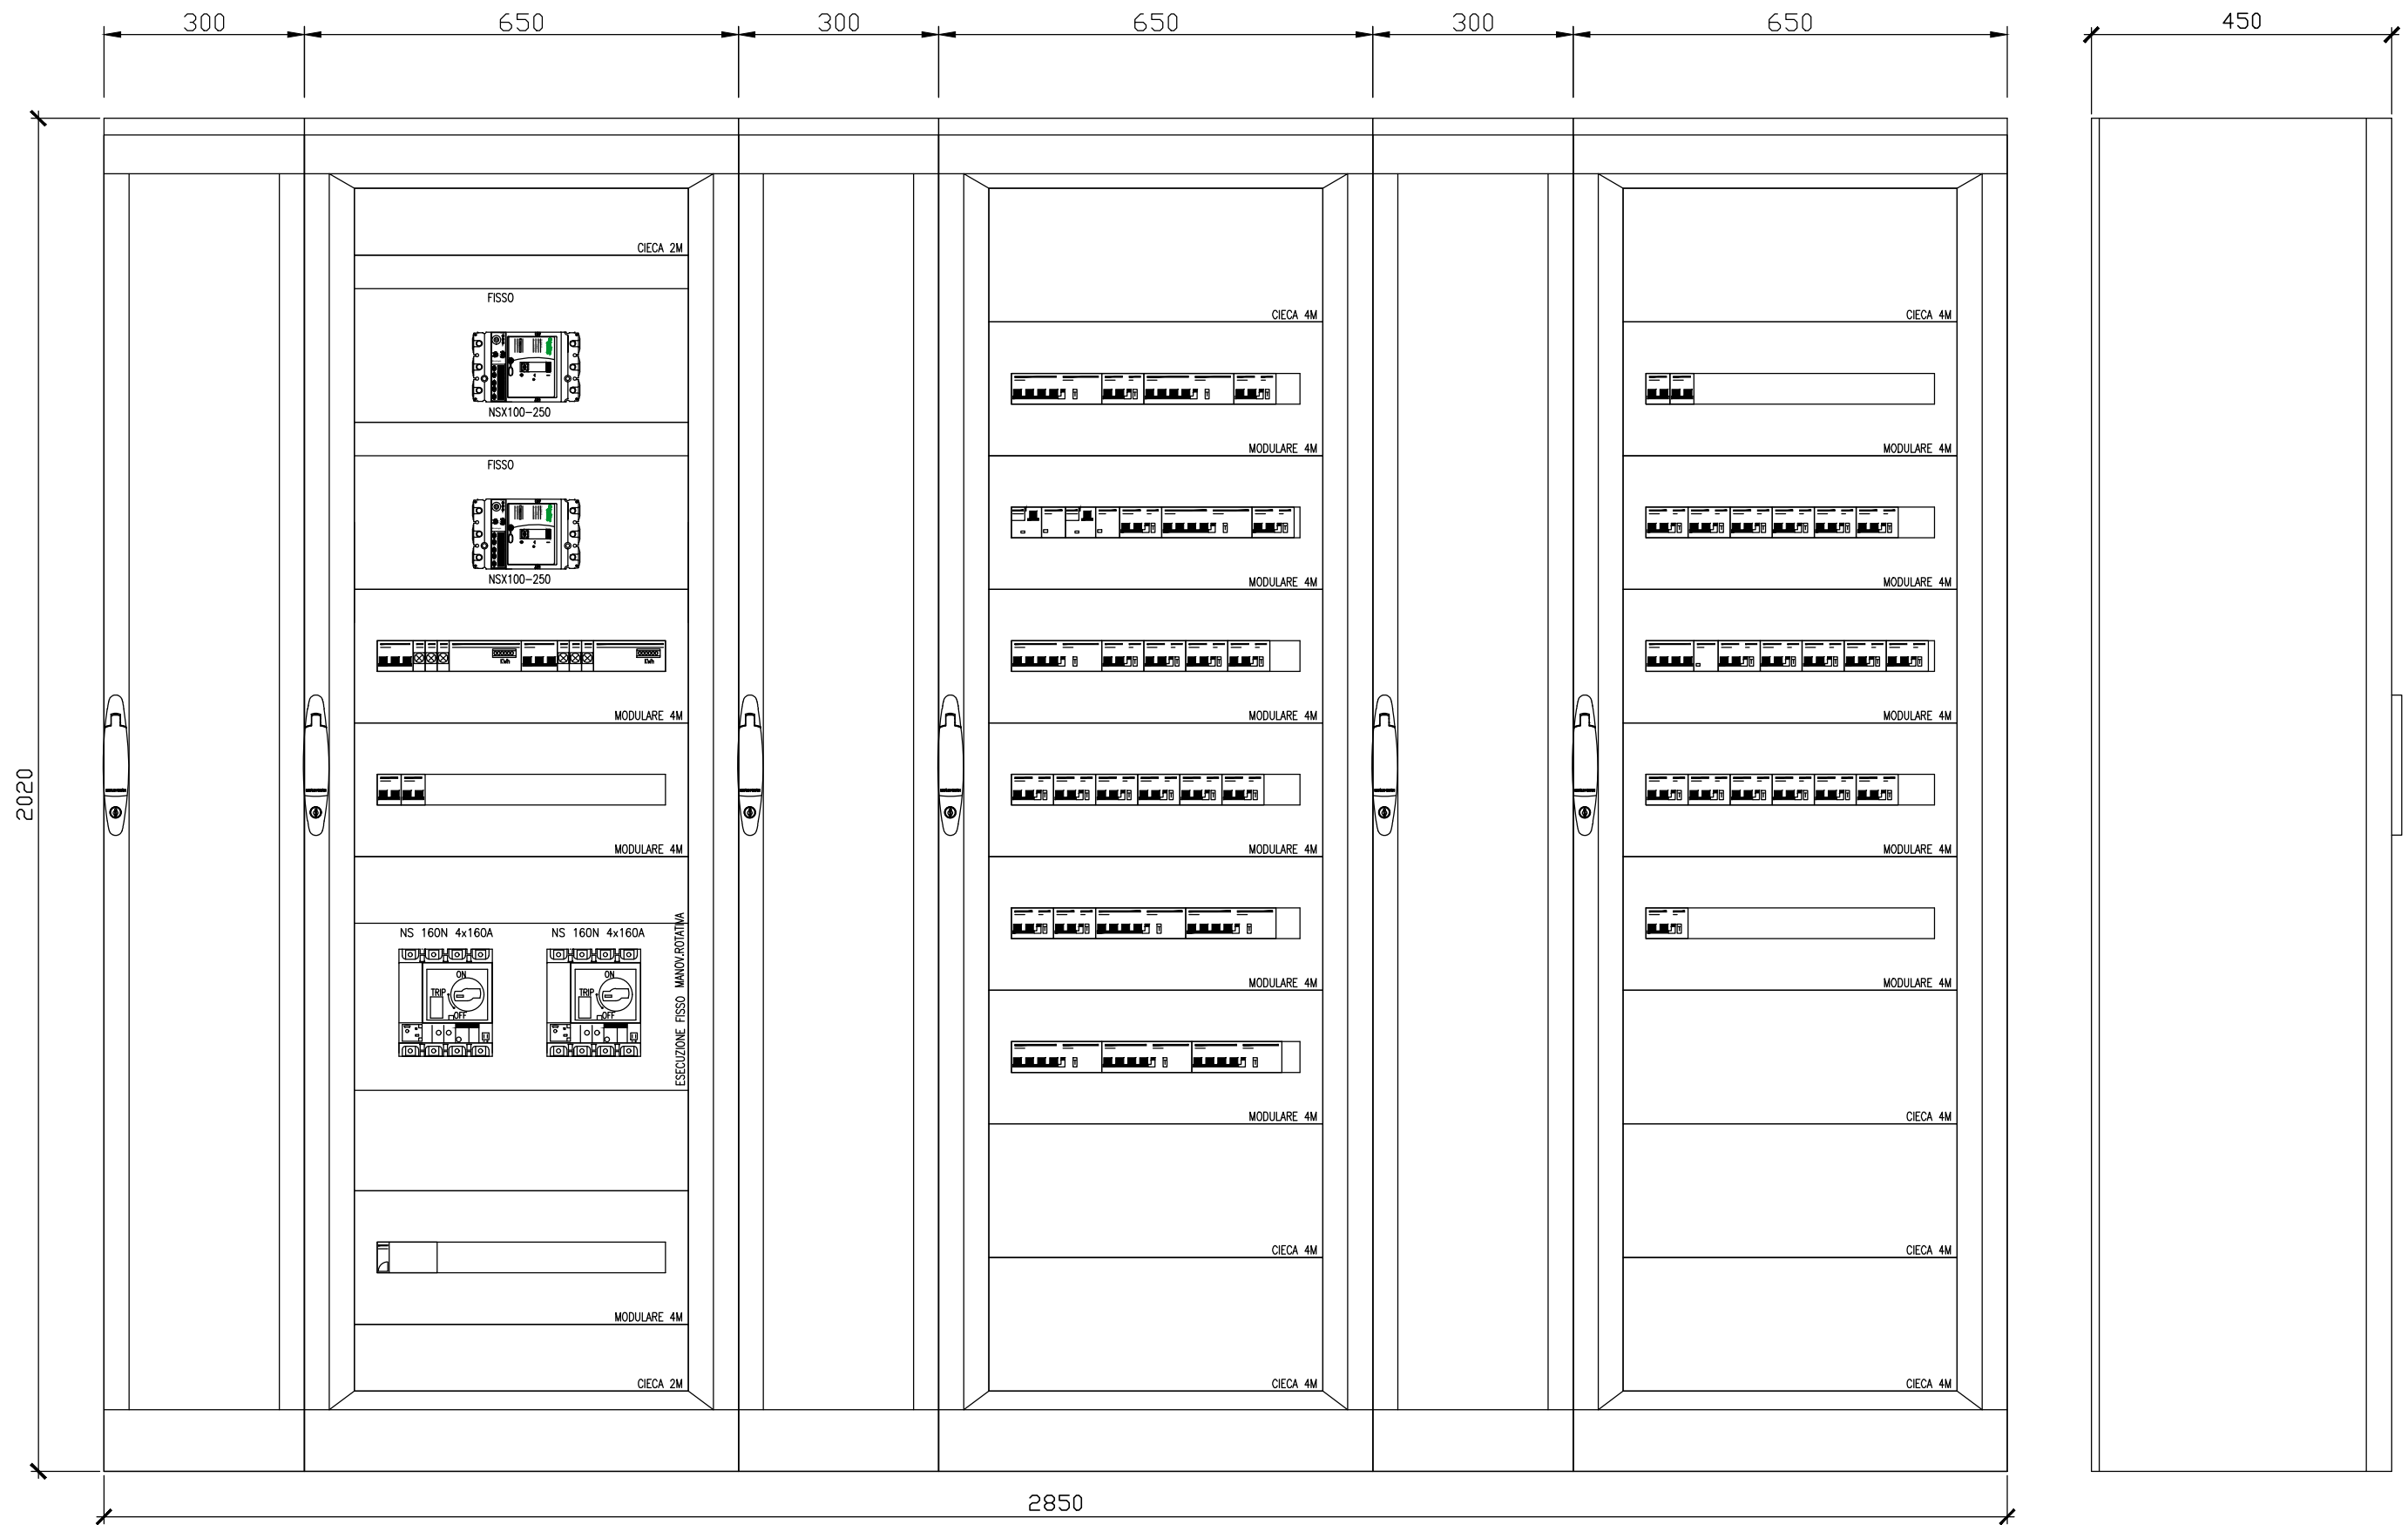 300
650
300
650
300
650
450
2020
CIECA 2M
FISSO
NSX100-250
FISSO
NSX100-250
kWh
kWh
MODULARE 4M
MODULARE 4M
NS 160N 4x160A
NS 160N 4x160A
ON
TRIP
OFF
ON
TRIP
OFF
ESECUZIONE FISSO MANOV.ROTATIVA
MODULARE 4M
CIECA 2M
CIECA 4M
MODULARE 4M
MODULARE 4M
MODULARE 4M
MODULARE 4M
MODULARE 4M
MODULARE 4M
CIECA 4M
CIECA 4M
CIECA 4M
MODULARE 4M
MODULARE 4M
MODULARE 4M
MODULARE 4M
MODULARE 4M
CIECA 4M
CIECA 4M
CIECA 4M
2850